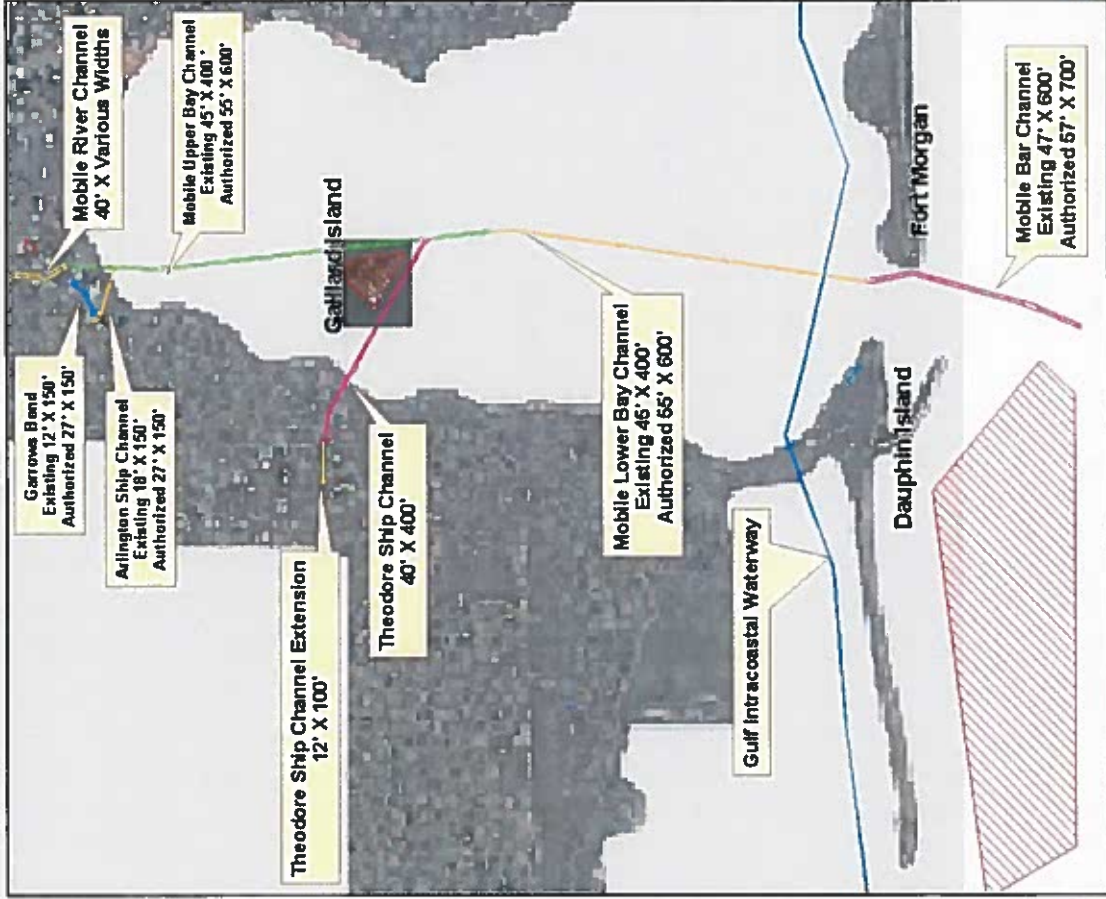 Garrows Bend
Existing 12' X 150'
Authorized 27' X 150'
Mobile River Channel
40' X Various Widths
Arlington Ship Channel
Existing 18' X 150'
Authorized 27' X 150'
Mobile Upper Bay Channel
Existing 45' X 400'
Authorized 55' X 600'
Theodore Ship Channel Extension
12' X 100'
Gaillard Island
Theodore Ship Channel
40' X 400'
Mobile Lower Bay Channel
Existing 45' X 400'
Authorized 55' X 600'
Gulf Intracoastal Waterway
Dauphin Island
Fort Morgan
Mobile Bar Channel
Existing 47' X 600'
Authorized 57' X 700'